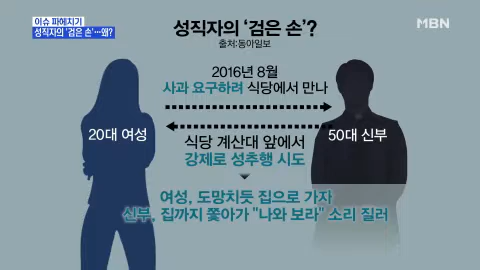 이슈 파헤치기
성직자의 '검은 손'…왜?
MBN
성직자의 '검은 손'?
출처:동아일보
2016년 8월
사과 요구하려 식당에서 만나
20대 여성
50대 신부
식당 계산대 앞에서
강제로 성추행 시도
여성, 도망치듯 집으로 가자
신부, 집까지 쫓아가 "나와 보라" 소리 질러